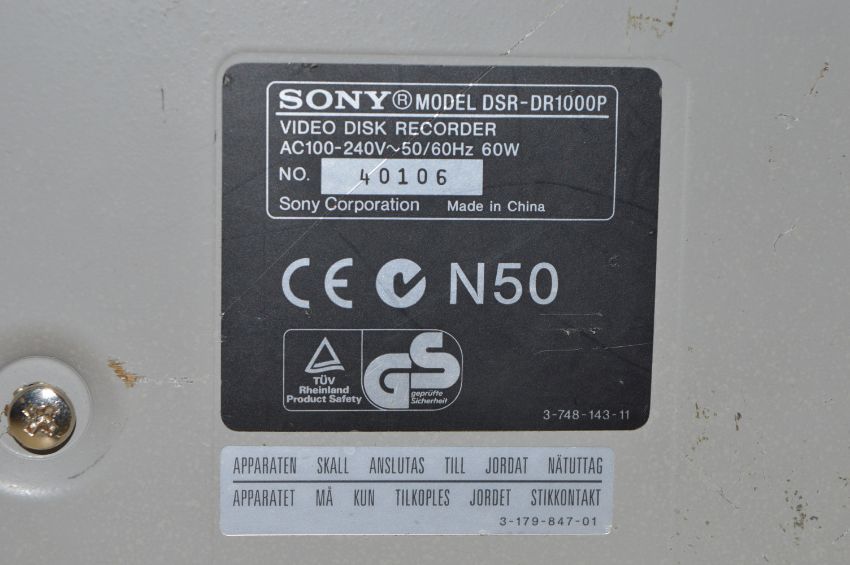 SONY® MODEL DSR-DR1000P
VIDEO DISK RECORDER
AC100-240V~50/60Hz 60W
NO. 40106
Sony Corporation Made in China
CE N50
TÜV
Rheinland
Product Safety
GS
geprüfte
Sicherheit
3-748-143-11
APPARATEN SKALL ANSLUTAS TILL JORDAT NÄTUTTAG
APPARATET MÅ KUN TILKOPLES JORDET STIKKONTAKT
3-179-847-01